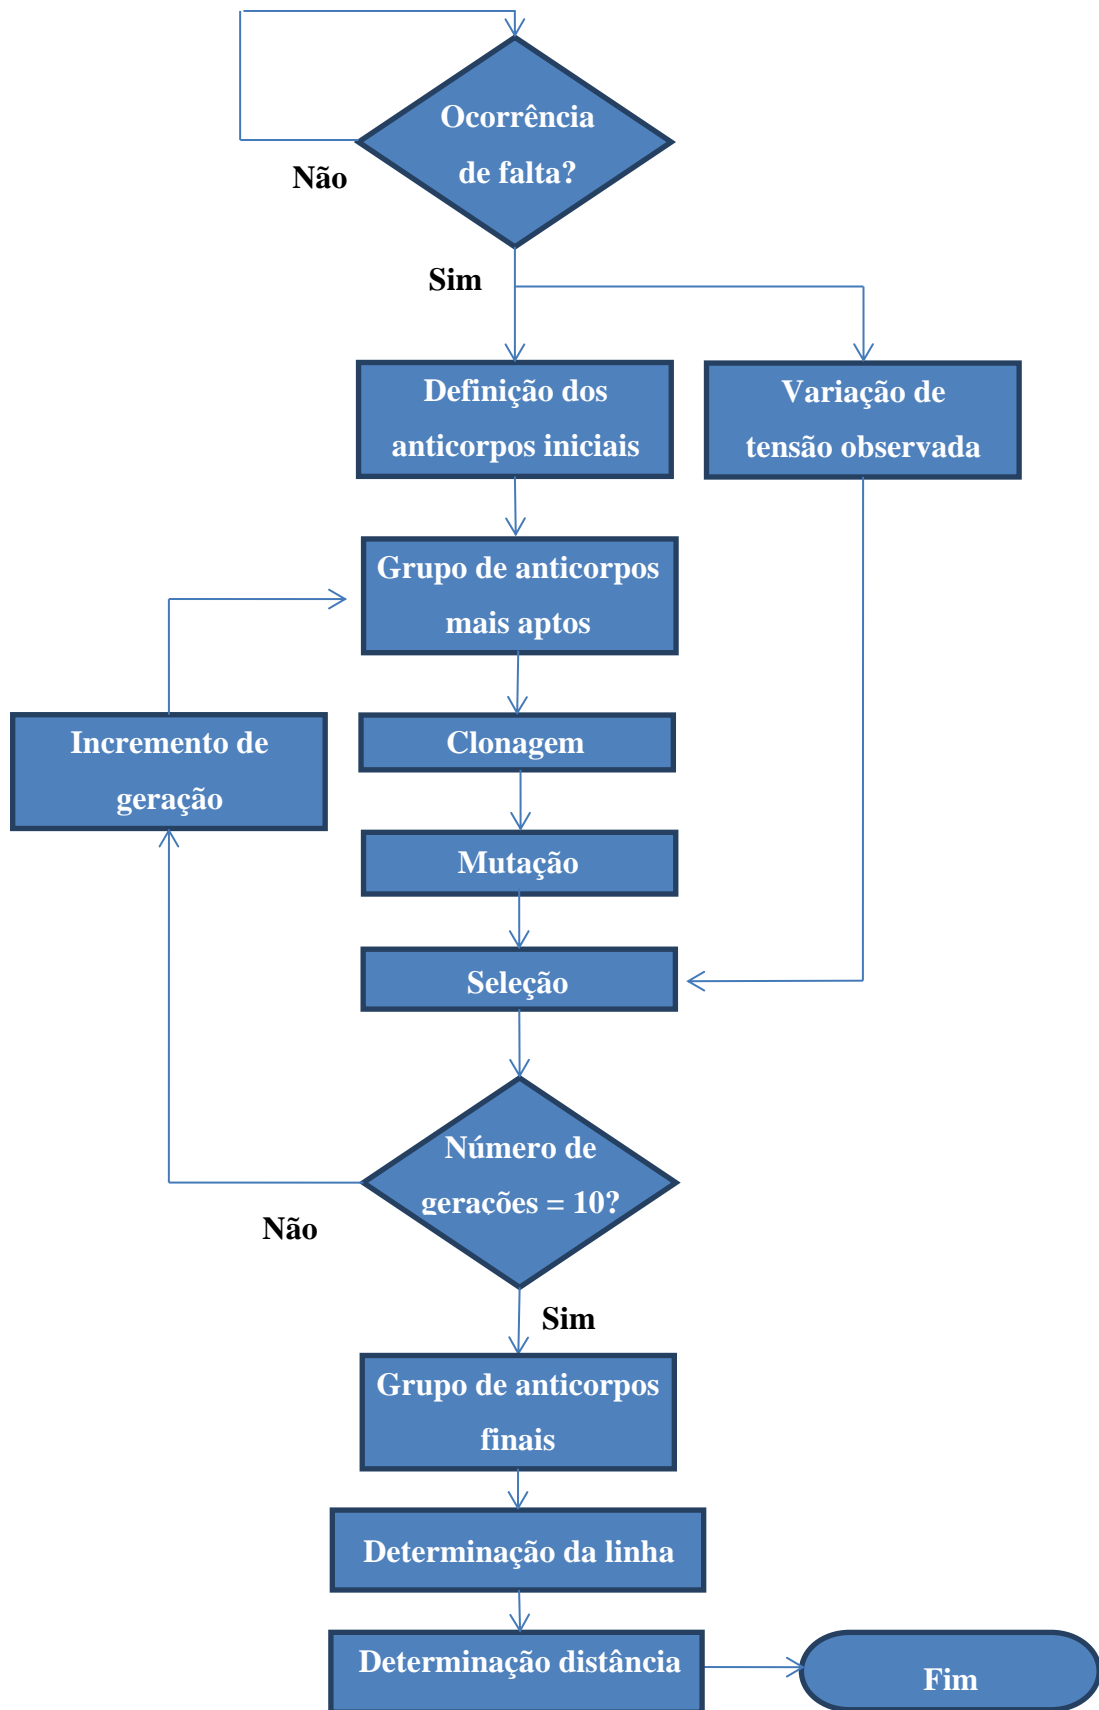 Ocorrência
de falta?
Não
Sim
Definição dos
anticorpos iniciais
Variação de
tensão observada
Grupo de anticorpos
mais aptos
Incremento de
geração
Clonagem
Mutação
Seleção
Número de
gerações = 10?
Não
Sim
Grupo de anticorpos
finais
Determinação da linha
Determinação distância
Fim